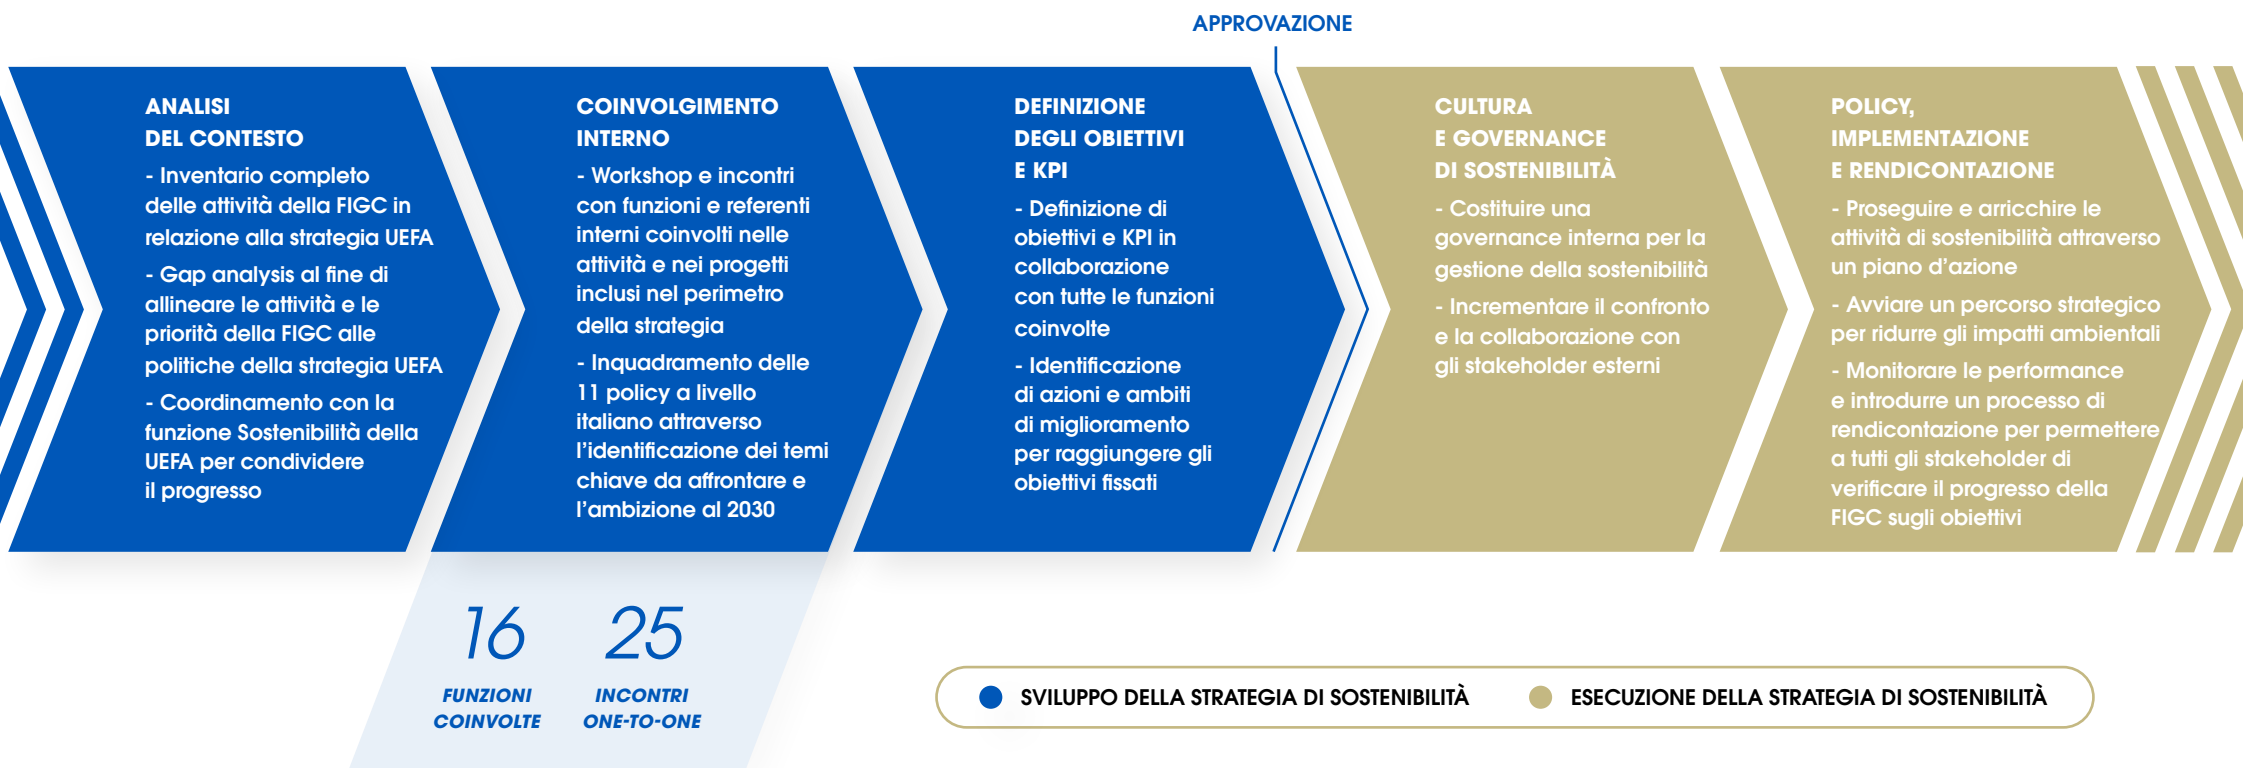 APPROVAZIONE
ANALISI
DEL CONTESTO
- Inventario completo
delle attività della FIGC in
relazione alla strategia UEFA
- Gap analysis al fine di
allineare le attività e le
priorità della FIGC alle
politiche della strategia UEFA
- Coordinamento con la
funzione Sostenibilità della
UEFA per condividere
il progresso
COINVOLGIMENTO
INTERNO
- Workshop e incontri
con funzioni e referenti
interni coinvolti nelle
attività e nei progetti
inclusi nel perimetro
della strategia
- Inquadramento delle
11 policy a livello
italiano attraverso
l’identificazione dei temi
chiave da affrontare e
l’ambizione al 2030
DEFINIZIONE
DEGLI OBIETTIVI
E KPI
- Definizione di
obiettivi e KPI in
collaborazione
con tutte le funzioni
coinvolte
- Identificazione
di azioni e ambiti
di miglioramento
per raggiungere gli
obiettivi fissati
CULTURA
E GOVERNANCE
DI SOSTENIBILITÀ
- Costituire una
governance interna per la
gestione della sostenibilità
- Incrementare il confronto
e la collaborazione con
gli stakeholder esterni
POLICY,
IMPLEMENTAZIONE
E RENDICONTAZIONE
- Proseguire e arricchire le
attività di sostenibilità attraverso
un piano d’azione
- Avviare un percorso strategico
per ridurre gli impatti ambientali
- Monitorare le performance
e introdurre un processo di
rendicontazione per permettere
a tutti gli stakeholder di
verificare il progresso della
FIGC sugli obiettivi
16
FUNZIONI
COINVOLTE
25
INCONTRI
ONE-TO-ONE
SVILUPPO DELLA STRATEGIA DI SOSTENIBILITÀ
ESECUZIONE DELLA STRATEGIA DI SOSTENIBILITÀ